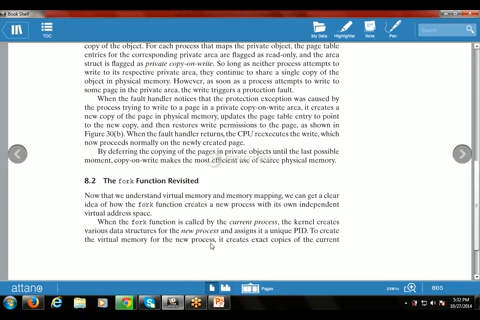 Book Shelf
TOC
My Data
Highlighter
Note
Pen
Search
copy of the object. For each process that maps the private object, the page table
entries for the corresponding private area are flagged as read-only, and the area
struct is flagged as private copy-on-write. So long as neither process attempts to
write to its respective private area, they continue to share a single copy of the
object in physical memory. However, as soon as a process attempts to write to
some page in the private area, the write triggers a protection fault.
When the fault handler notices that the protection exception was caused by
the process trying to write to a page in a private copy-on-write area, it creates a
new copy of the page in physical memory, updates the page table entry to point
to the new copy, and then restores write permissions to the page, as shown in
Figure 30(b). When the fault handler returns, the CPU reexecutes the write, which
now proceeds normally on the newly created page.
By deferring the copying of the pages in private objects until the last possible
moment, copy-on-write makes the most efficient use of scarce physical memory.
8.2 The fork Function Revisited
Now that we understand virtual memory and memory mapping, we can get a clear
idea of how the fork function creates a new process with its own independent
virtual address space.
When the fork function is called by the current process, the kernel creates
various data structures for the new process and assigns it a unique PID. To create
the virtual memory for the new process, it creates exact copies of the current
attano
Pages
805
5:32 PM
10/27/2014